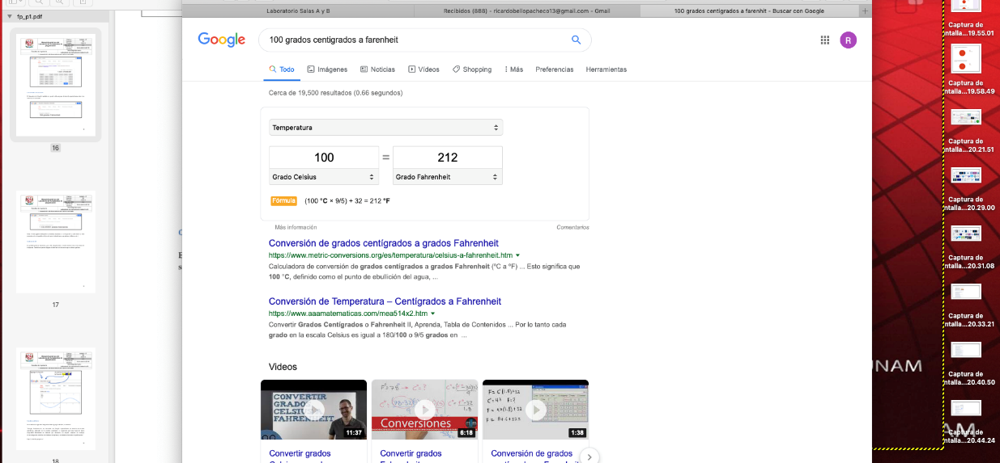 fp_p1.pdf
16
17
18
Laboratorio Salas A y B
Recibidos (888) - ricardobellopacheco13@gmail.com - Gmail
100 grados centigrados a farenhit - Buscar con Google
Google
100 grados centigrados a farenheit
R
Todo
Imágenes
Noticias
Vídeos
Shopping
Más
Preferencias
Herramientas
Cerca de 19,500 resultados (0.66 segundos)
Temperatura
100 = 212
Grado Celsius
Grado Fahrenheit
Fórmula (100 °C × 9/5) + 32 = 212 °F
Más información
Comentarios
Conversión de grados centígrados a grados Fahrenheit
https://www.metric-conversions.org/es/temperatura/celsius-a-fahrenheit.htm
Calculadora de conversión de grados centígrados a grados Fahrenheit (°C a °F) ... Esto significa que
100 °C, definido como el punto de ebullición del agua, ...
Conversión de Temperatura – Centígrados a Fahrenheit
https://www.aaamatematicas.com/mea514x2.htm
Convertir Grados Centígrados o Fahrenheit II, Aprenda, Tabla de Contenidos ... Por lo tanto cada
grado en la escala Celsius es igual a 180/100 o 9/5 grados en ...
Videos
CONVERTIR
GRADOS
CELSIUS
FAHRENHEIT
11:37
Conversiones
6:18
1:38
Convertir grados
Convertir grados
Conversión de grados
Captura de
ntalla...19.55.01
Captura de
ntalla...19.58.49
Captura de
ntalla...20.21.51
Captura de
ntalla...20.29.00
Captura de
ntalla...20.31.08
Captura de
ntalla...20.33.21
Captura de
ntalla...20.40.50
Captura de
ntalla...20.44.24
UNAM